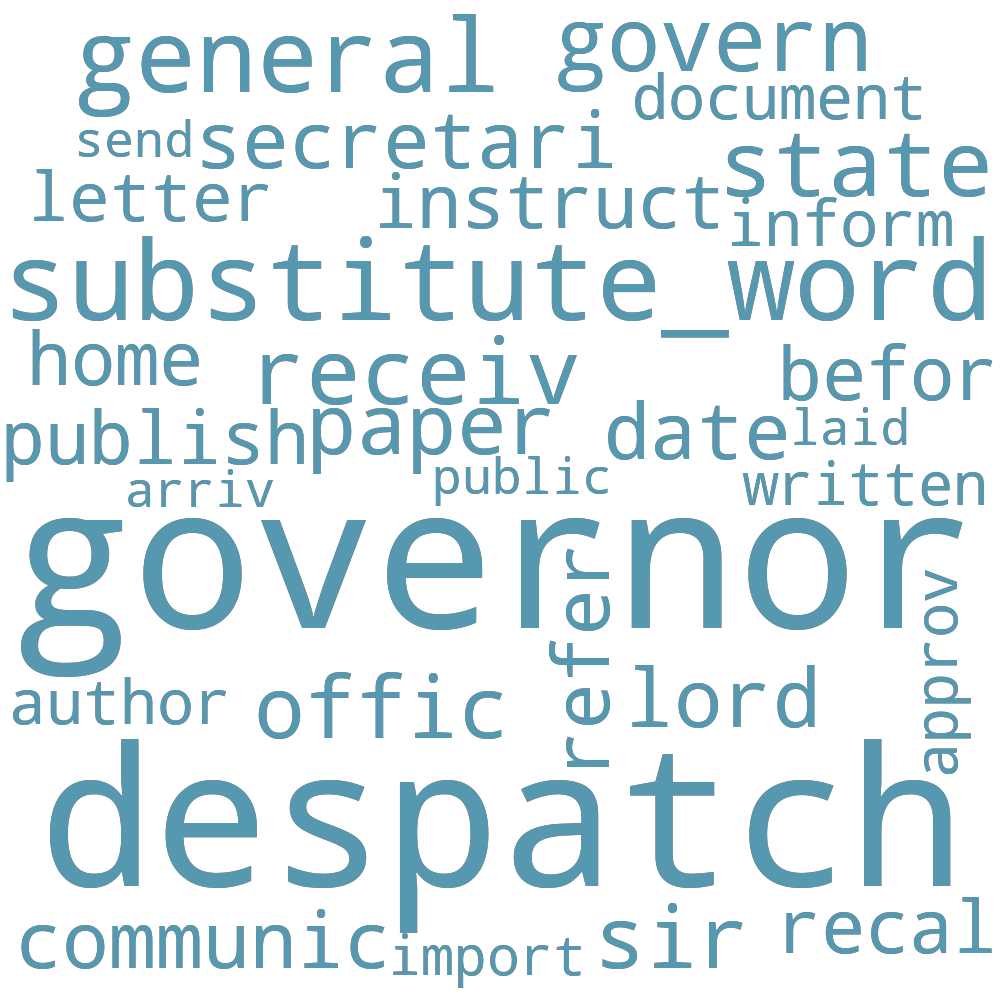 general govern
document
send secretari state
letter instruct inform
substitute_word
home receiv befor
publish paper date laid
arriv public written
governor
refer
approv
author offic lord
despatch
communic import sir recal